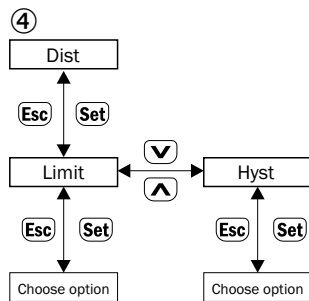 ④
Dist
Esc Set
Limit Hyst
Esc Set Esc Set
Choose option Choose option